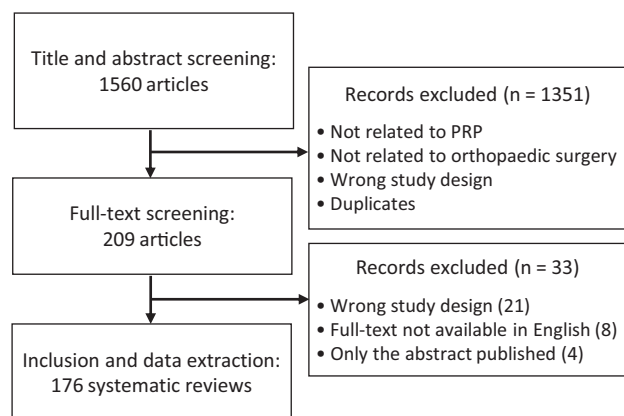 Title and abstract screening:
1560 articles
Records excluded (n = 1351)
• Not related to PRP
• Not related to orthopaedic surgery
• Wrong study design
• Duplicates
Full-text screening:
209 articles
Records excluded (n = 33)
• Wrong study design (21)
• Full-text not available in English (8)
• Only the abstract published (4)
Inclusion and data extraction:
176 systematic reviews